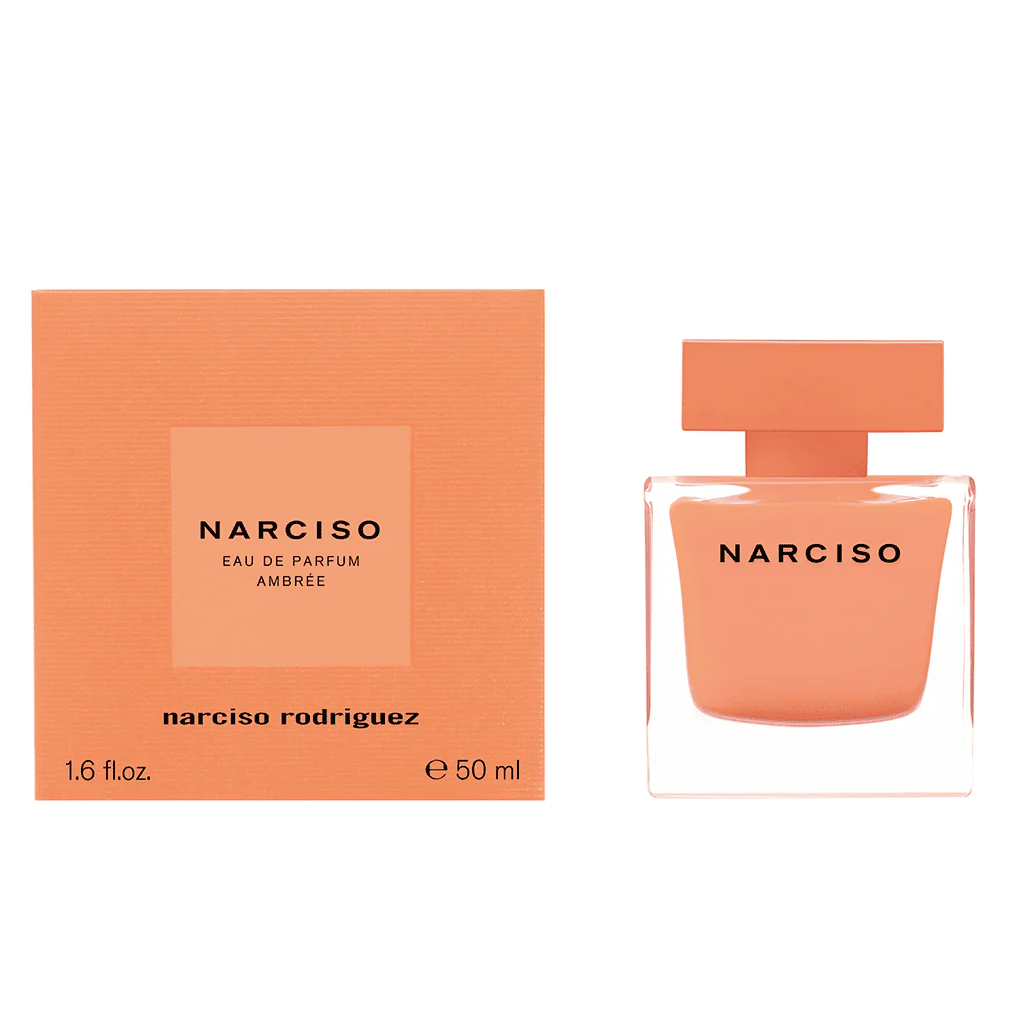 NARCISO
EAU DE PARFUM
AMBRÉE
narciso rodriguez
1.6 fl.oz.
℮ 50 ml
NARCISO